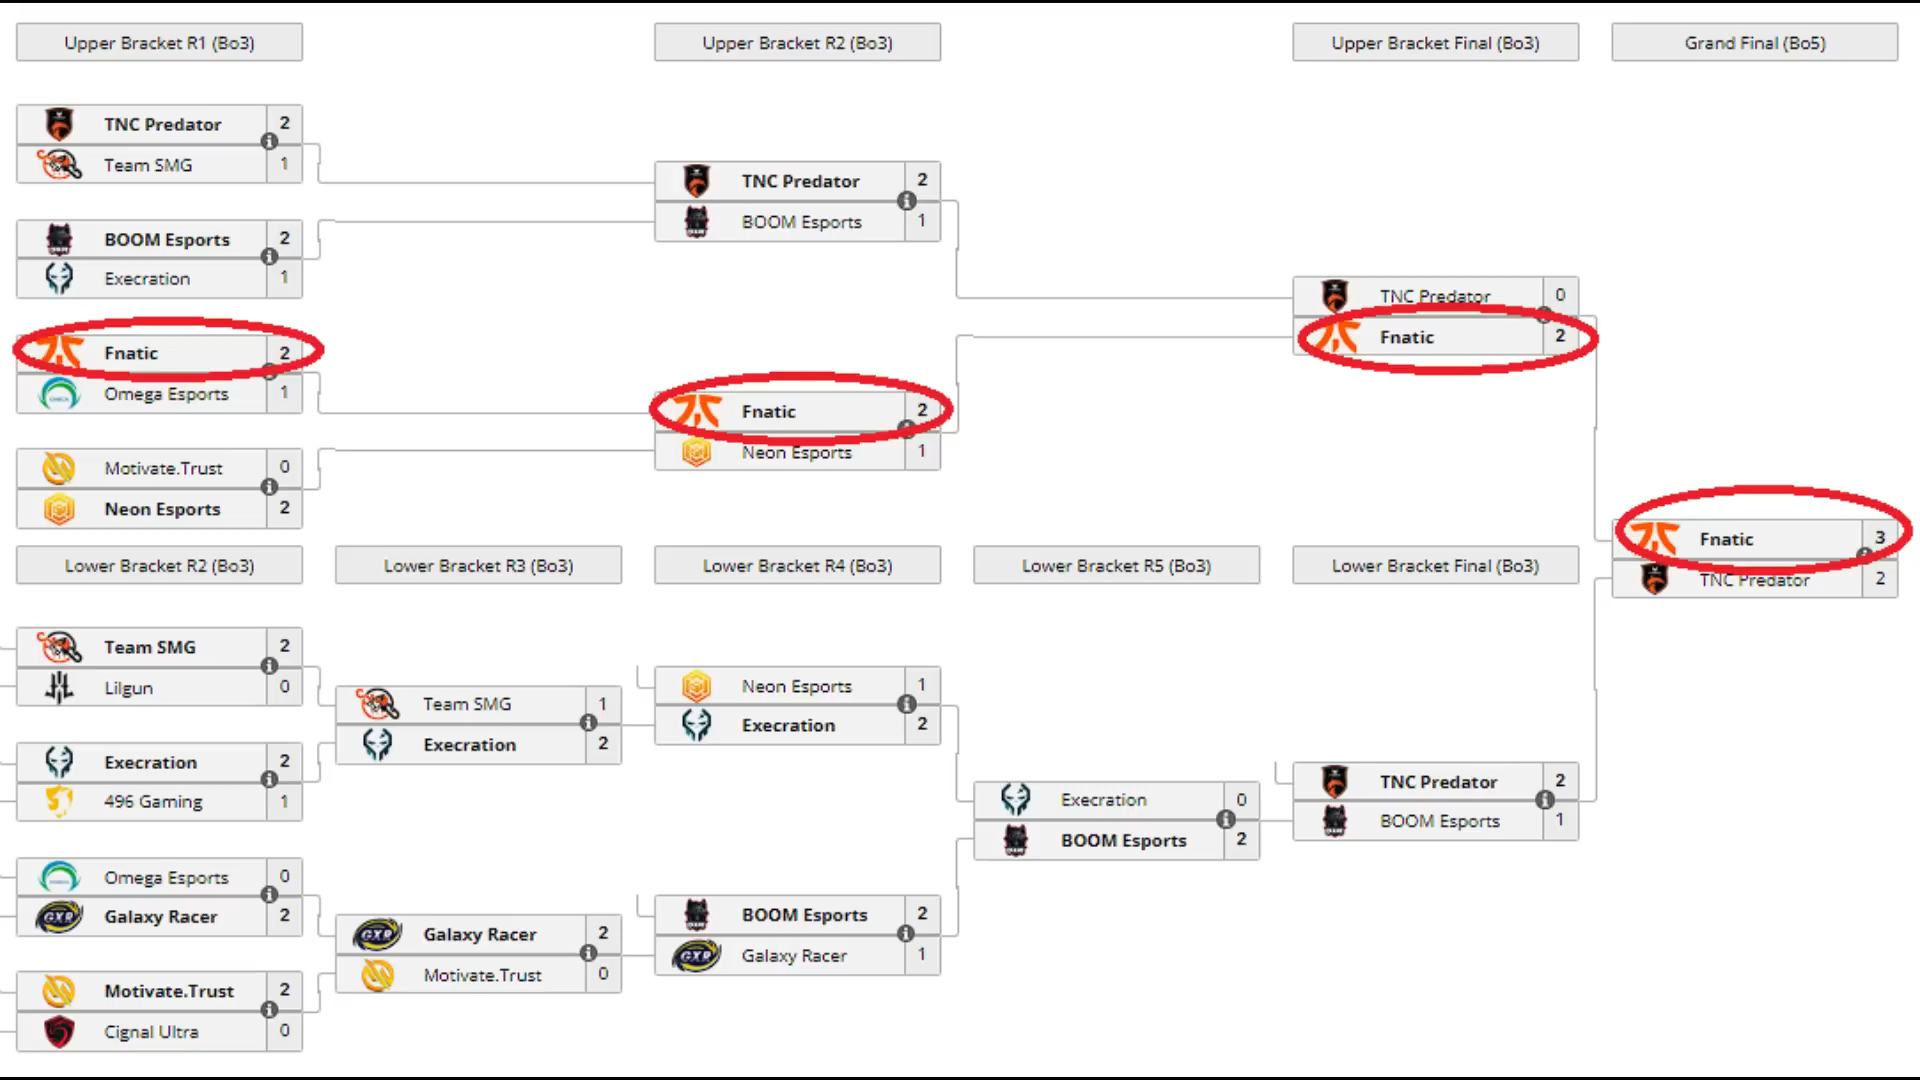 Upper Bracket R1 (Bo3)
Upper Bracket R2 (Bo3)
Upper Bracket Final (Bo3)
Grand Final (Bo5)
TNC Predator 2
Team SMG 1
BOOM Esports 2
Execration 1
Fnatic 2
Omega Esports 1
Motivate.Trust 0
Neon Esports 2
TNC Predator 2
BOOM Esports 1
Fnatic 2
Neon Esports 1
TNC Predator 0
Fnatic 2
Fnatic 3
TNC Predator 2
Lower Bracket R2 (Bo3)
Lower Bracket R3 (Bo3)
Lower Bracket R4 (Bo3)
Lower Bracket R5 (Bo3)
Lower Bracket Final (Bo3)
Team SMG 2
Lilgun 0
Execration 2
496 Gaming 1
GXR
Omega Esports 0
Galaxy Racer 2
Motivate.Trust 2
Cignal Ultra 0
Team SMG 1
Execration 2
GXR
Galaxy Racer 2
Motivate.Trust 0
Neon Esports 1
Execration 2
BOOM Esports 2
GXR
Galaxy Racer 1
Execration 0
BOOM Esports 2
TNC Predator 2
BOOM Esports 1